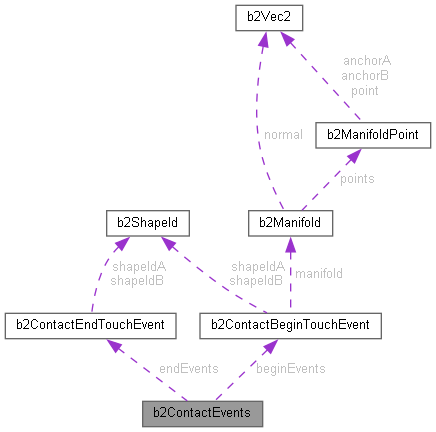 b2Vec2
anchorA
anchorB
point
normal
b2ManifoldPoint
points
b2ShapeId
b2Manifold
shapeIdA
shapeIdB
shapeIdA
shapeIdB
manifold
b2ContactEndTouchEvent
b2ContactBeginTouchEvent
endEvents
beginEvents
b2ContactEvents